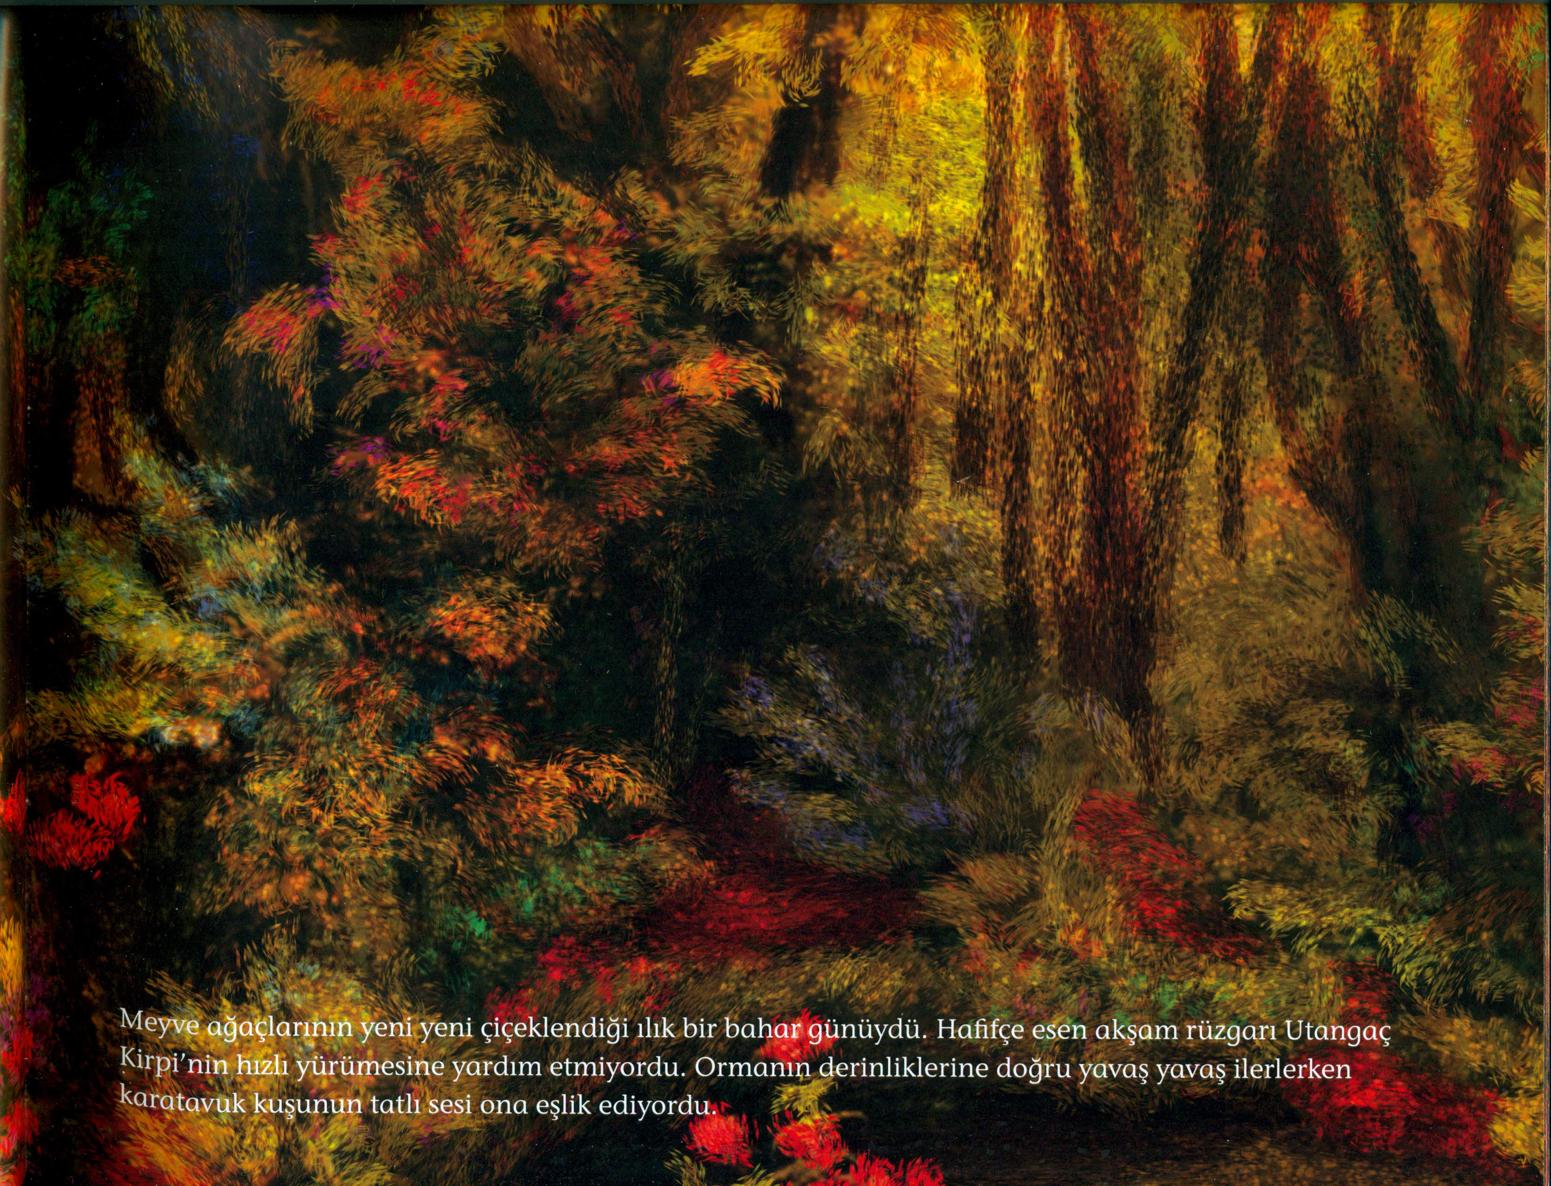 Meyve ağaçlarının yeni yeni çiçeklendiği ılık bir bahar günüydü. Hafifçe esen akşam rüzgarı Utangaç
Kirpi'nin hızlı yürümesine yardım etmiyordu. Ormanın derinliklerine doğru yavaş yavaş ilerlerken
karatavuk kuşunun tatlı sesi ona eşlik ediyordu.